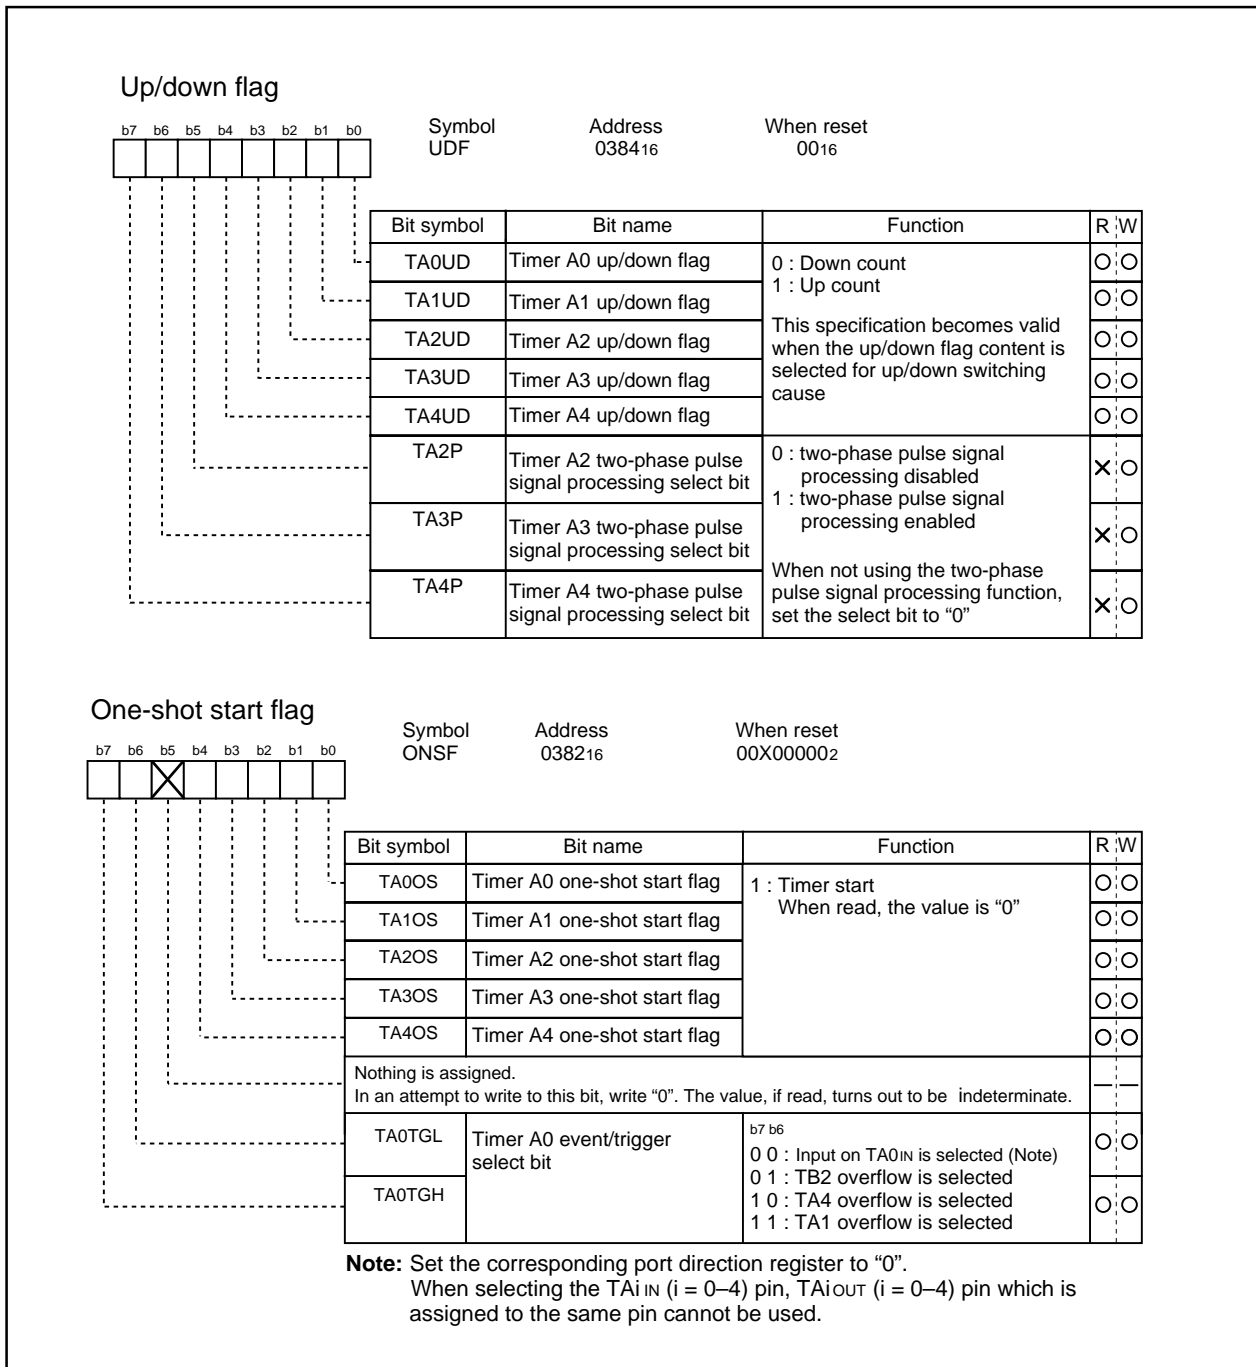 Up/down flag
b7 b6 b5 b4 b3 b2 b1 b0
Symbol Address When reset
UDF 038416 0016
Bit symbol Bit name Function R W
TA0UD Timer A0 up/down flag
TA1UD Timer A1 up/down flag
TA2UD Timer A2 up/down flag
TA3UD Timer A3 up/down flag
TA4UD Timer A4 up/down flag
0 : Down count
1 : Up count
This specification becomes valid
when the up/down flag content is
selected for up/down switching
cause
TA2P Timer A2 two-phase pulse
signal processing select bit
TA3P Timer A3 two-phase pulse
signal processing select bit
TA4P Timer A4 two-phase pulse
signal processing select bit
0 : two-phase pulse signal
processing disabled
1 : two-phase pulse signal
processing enabled
When not using the two-phase
pulse signal processing function,
set the select bit to “0”
One-shot start flag
b7 b6 b5 b4 b3 b2 b1 b0
Symbol Address When reset
ONSF 038216 00X000002
Bit symbol Bit name Function R W
TA0OS Timer A0 one-shot start flag
TA1OS Timer A1 one-shot start flag
TA2OS Timer A2 one-shot start flag
TA3OS Timer A3 one-shot start flag
TA4OS Timer A4 one-shot start flag
1 : Timer start
When read, the value is “0”
Nothing is assigned.
In an attempt to write to this bit, write “0”. The value, if read, turns out to be indeterminate.
TA0TGL
TA0TGH
Timer A0 event/trigger
select bit
b7 b6
0 0 : Input on TA0IN is selected (Note)
0 1 : TB2 overflow is selected
1 0 : TA4 overflow is selected
1 1 : TA1 overflow is selected
Note: Set the corresponding port direction register to “0”.
When selecting the TAiIN (i = 0–4) pin, TAiOUT (i = 0–4) pin which is
assigned to the same pin cannot be used.